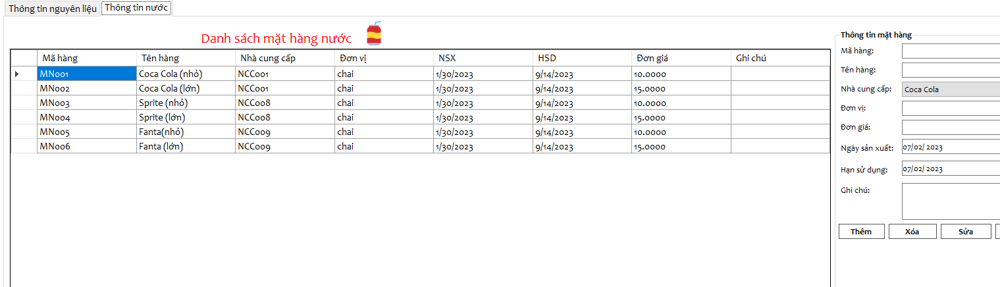 Thông tin nguyên liệu Thông tin nước
Danh sách mặt hàng nước
Mã hàng Tên hàng Nhà cung cấp Đơn vị NSX HSD Đơn giá Ghi chú
MN001 Coca Cola (nhỏ) NCC001 chai 1/30/2023 9/14/2023 10.0000
MN002 Coca Cola (lớn) NCC001 chai 1/30/2023 9/14/2023 15.0000
MN003 Sprite (nhỏ) NCC008 chai 1/30/2023 9/14/2023 10.0000
MN004 Sprite (lớn) NCC008 chai 1/30/2023 9/14/2023 15.0000
MN005 Fanta(nhỏ) NCC009 chai 1/30/2023 9/14/2023 10.0000
MN006 Fanta (lớn) NCC009 chai 1/30/2023 9/14/2023 15.0000
Thông tin mặt hàng
Mã hàng:
Tên hàng:
Nhà cung cấp: Coca Cola
Đơn vị:
Đơn giá:
Ngày sản xuất: 07/02/ 2023
Hạn sử dụng: 07/02/ 2023
Ghi chú:
Thêm Xóa Sửa